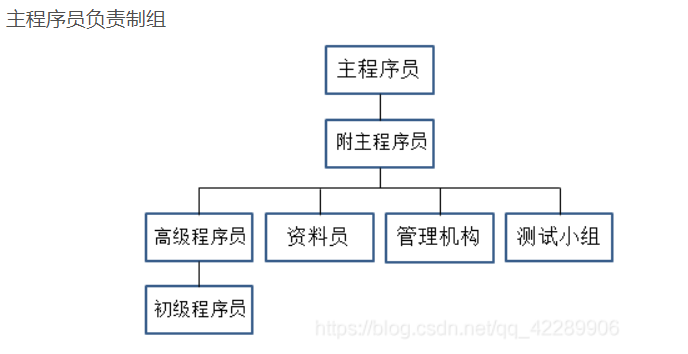 主程序员负责制组
主程序员
附主程序员
高级程序员 资料员 管理机构 测试小组
初级程序员
https://blog.csdn.net/qq_42289906